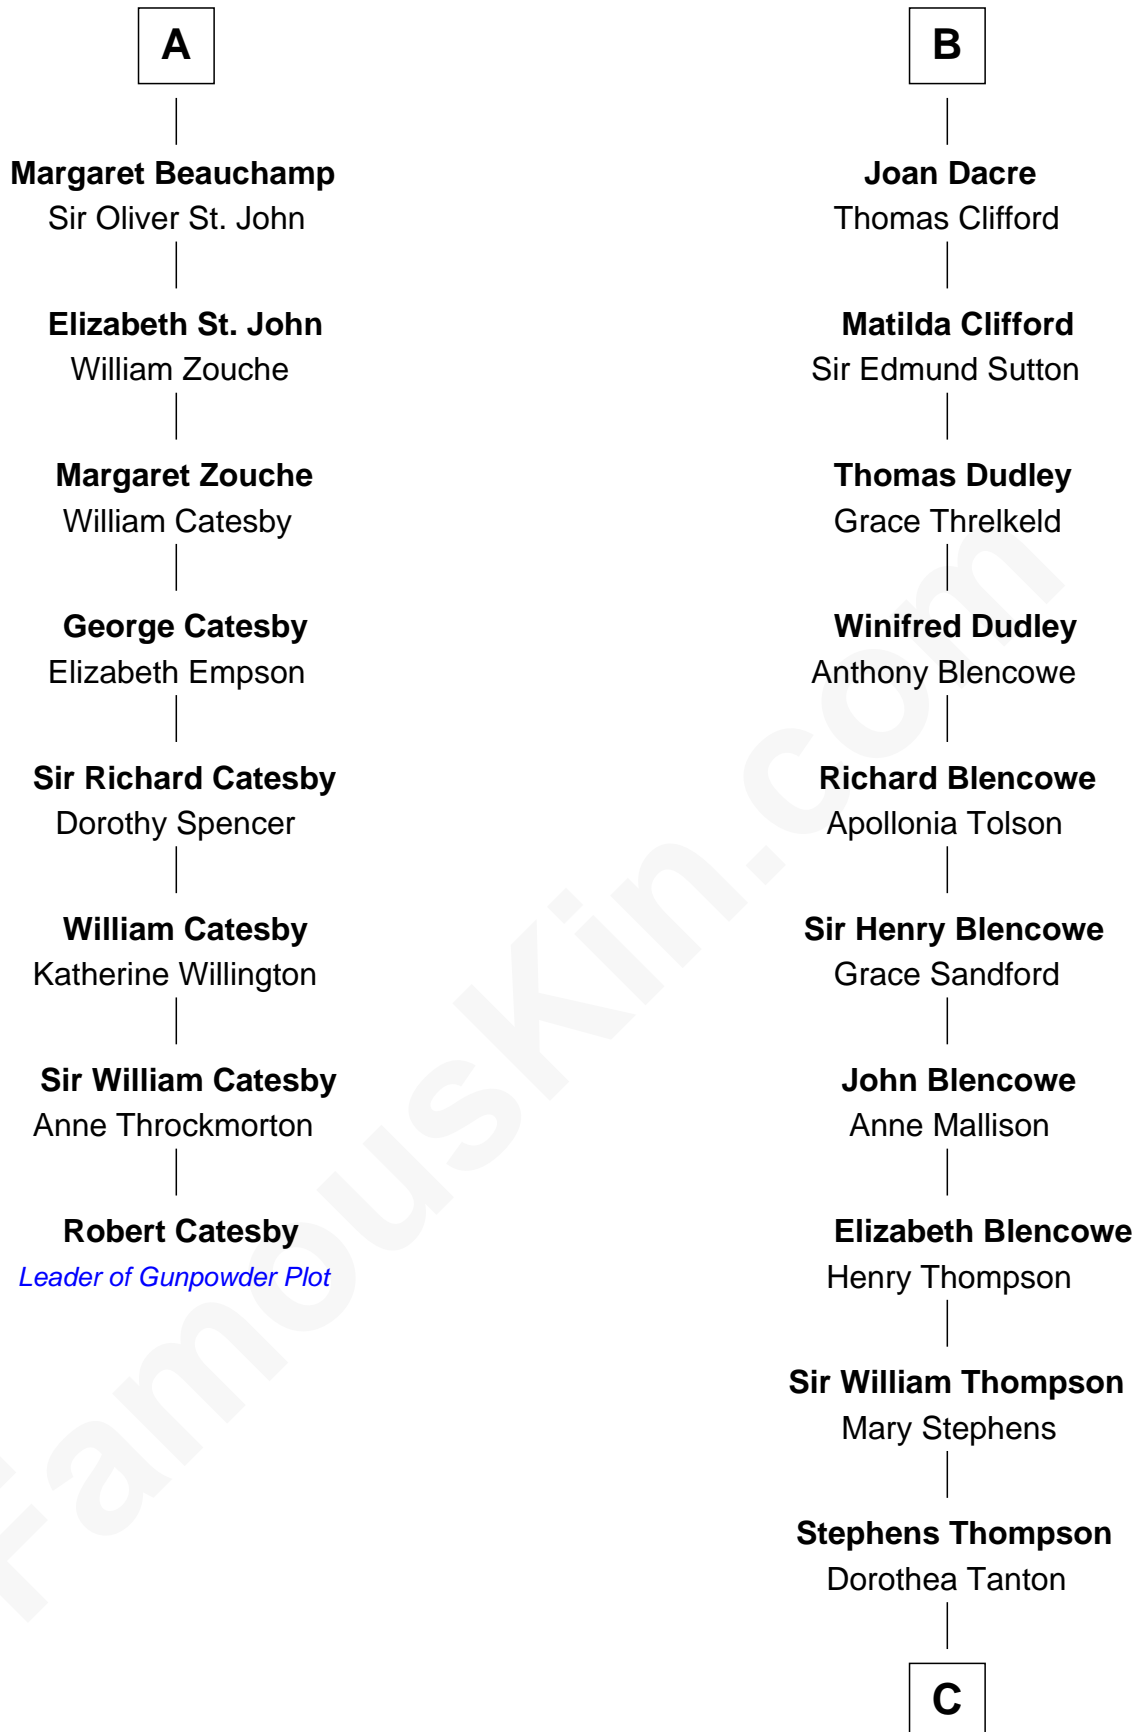 A
Margaret Beauchamp
Sir Oliver St. John
Elizabeth St. John
William Zouche
Margaret Zouche
William Catesby
George Catesby
Elizabeth Empson
Sir Richard Catesby
Dorothy Spencer
William Catesby
Katherine Willington
Sir William Catesby
Anne Throckmorton
Robert Catesby
Leader of Gunpowder Plot
B
Joan Dacre
Thomas Clifford
Matilda Clifford
Sir Edmund Sutton
Thomas Dudley
Grace Threlkeld
Winifred Dudley
Anthony Blencowe
Richard Blencowe
Apollonia Tolson
Sir Henry Blencowe
Grace Sandford
John Blencowe
Anne Mallison
Elizabeth Blencowe
Henry Thompson
Sir William Thompson
Mary Stephens
Stephens Thompson
Dorothea Tanton
C
FamousKin.com